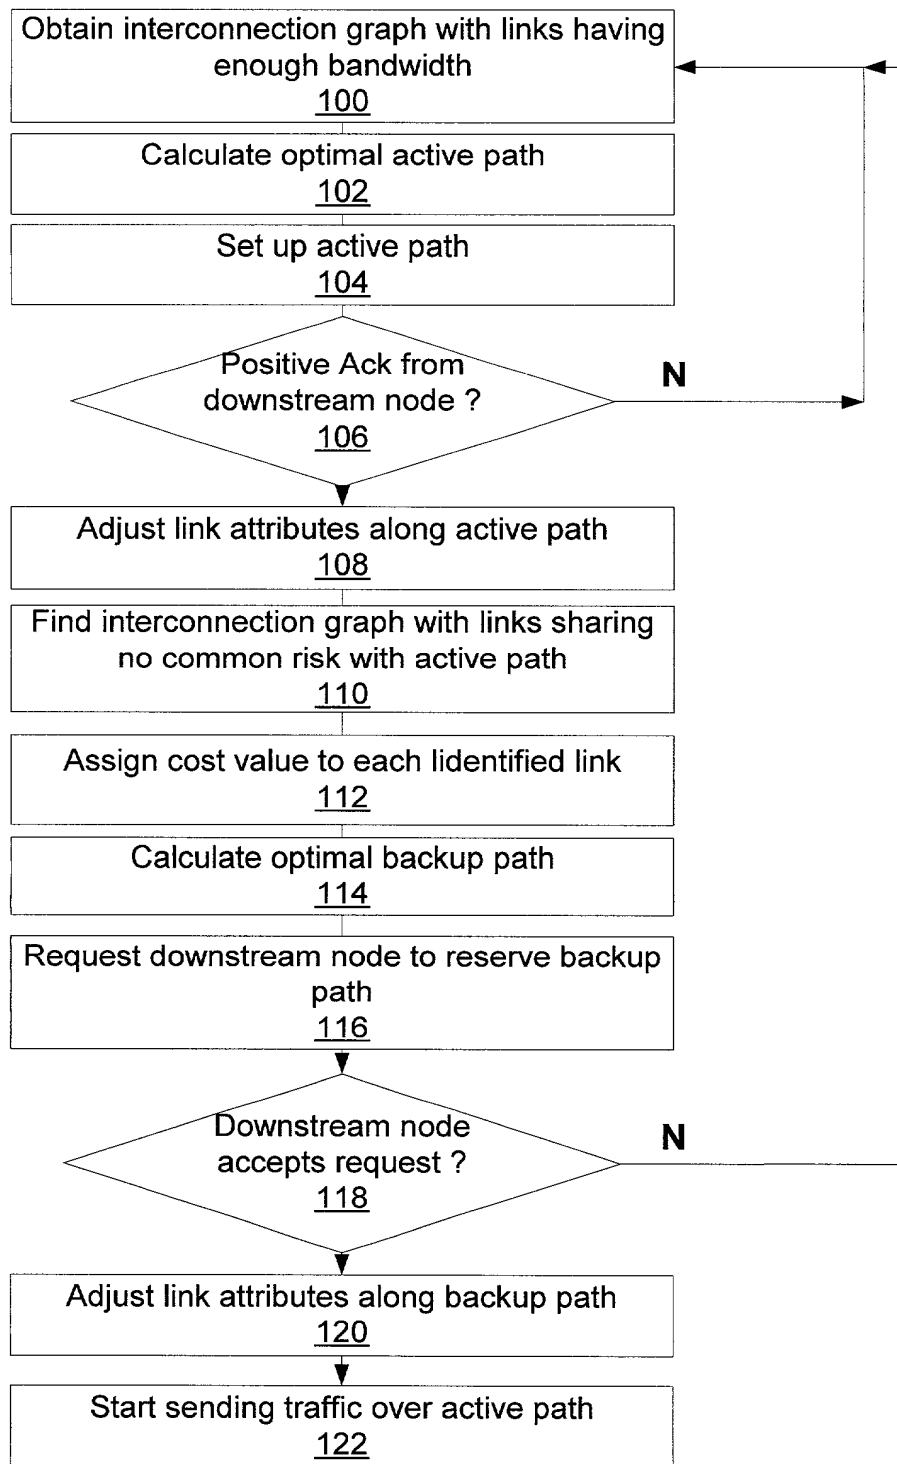 Obtain interconnection graph with links having
enough bandwidth
100
Calculate optimal active path
102
Set up active path
104
Positive Ack from
downstream node ?
106
N
Adjust link attributes along active path
108
Find interconnection graph with links sharing
no common risk with active path
110
Assign cost value to each lidentified link
112
Calculate optimal backup path
114
Request downstream node to reserve backup
path
116
Downstream node
accepts request ?
118
N
Adjust link attributes along backup path
120
Start sending traffic over active path
122